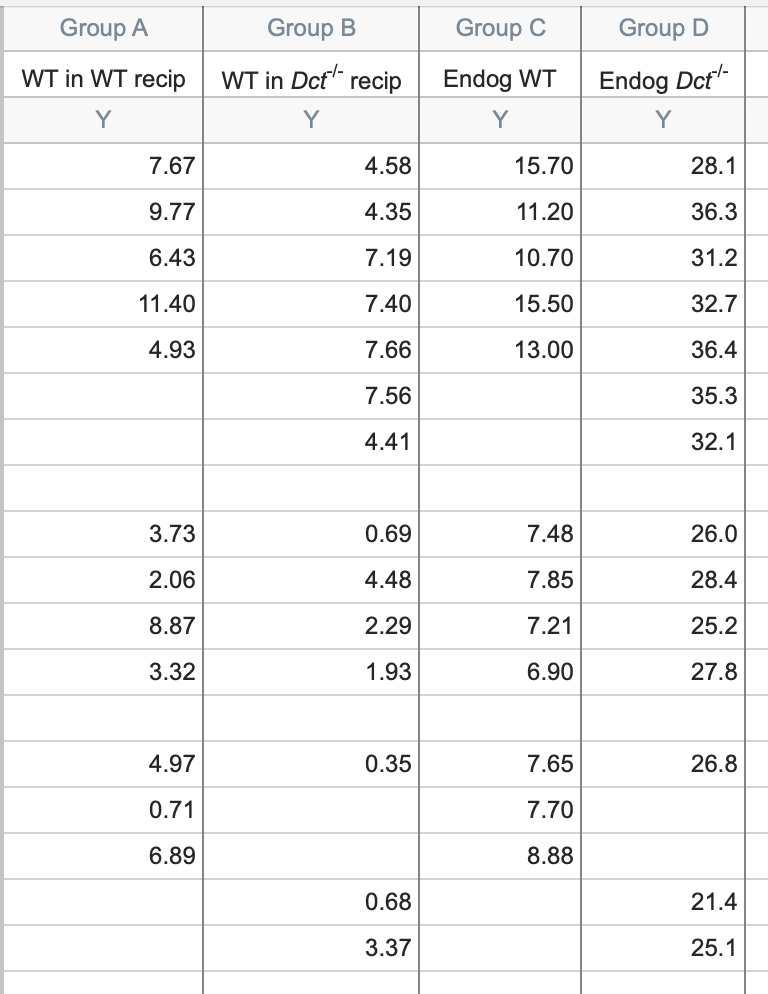 Group A Group B Group C Group D
WT in WT recip WT in Dct-/- recip Endog WT Endog Dct-/-
Y Y Y Y
7.67 4.58 15.70 28.1
9.77 4.35 11.20 36.3
6.43 7.19 10.70 31.2
11.40 7.40 15.50 32.7
4.93 7.66 13.00 36.4
7.56 35.3
4.41 32.1
3.73 0.69 7.48 26.0
2.06 4.48 7.85 28.4
8.87 2.29 7.21 25.2
3.32 1.93 6.90 27.8
4.97 0.35 7.65 26.8
0.71 7.70
6.89 8.88
0.68 21.4
3.37 25.1